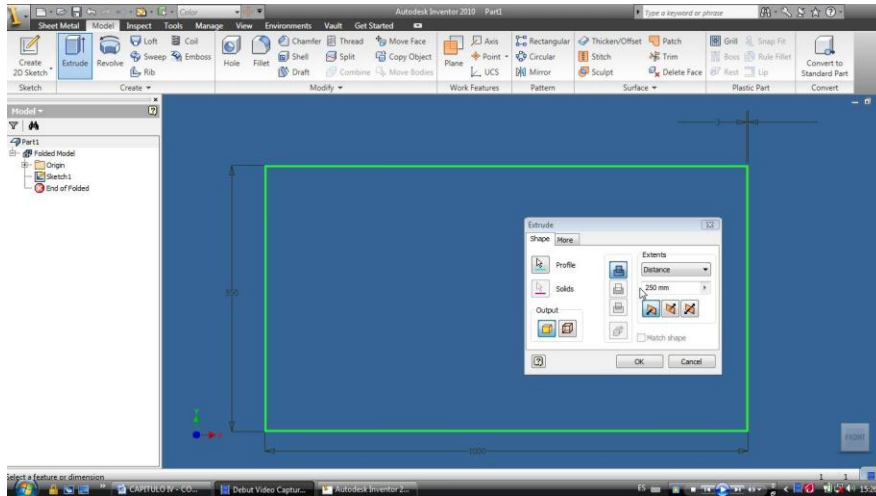 Color
Autodesk Inventor 2010 Part1
Type a keyword or phrase
Sheet Metal Model Inspect Tools Manage View Environments Vault Get Started
Create 2D Sketch
Extrude
Revolve
Loft
Sweep
Rib
Coil
Emboss
Hole
Fillet
Chamfer
Shell
Draft
Thread
Split
Combine
Move Face
Copy Object
Move Bodies
Plane
Axis
Point
UCS
Rectangular
Circular
Mirror
Thicken/Offset
Stitch
Sculpt
Patch
Trim
Delete Face
Grill
Boss
Rest
Snap Fit
Rule Fillet
Lip
Convert to Standard Part
Sketch Create Modify Work Features Pattern Surface Plastic Part Convert
Model
Part1
Folded Model
Origin
Sketch1
End of Folded
Extrude
Shape More
Profile
Solids
Output
Extents
Distance
250 mm
Match shape
OK Cancel
1000
FRONT
Y
Select a feature or dimension
1 1
CAPITULO IV - CO...
Debut Video Captur...
Autodesk Inventor 2...
ES